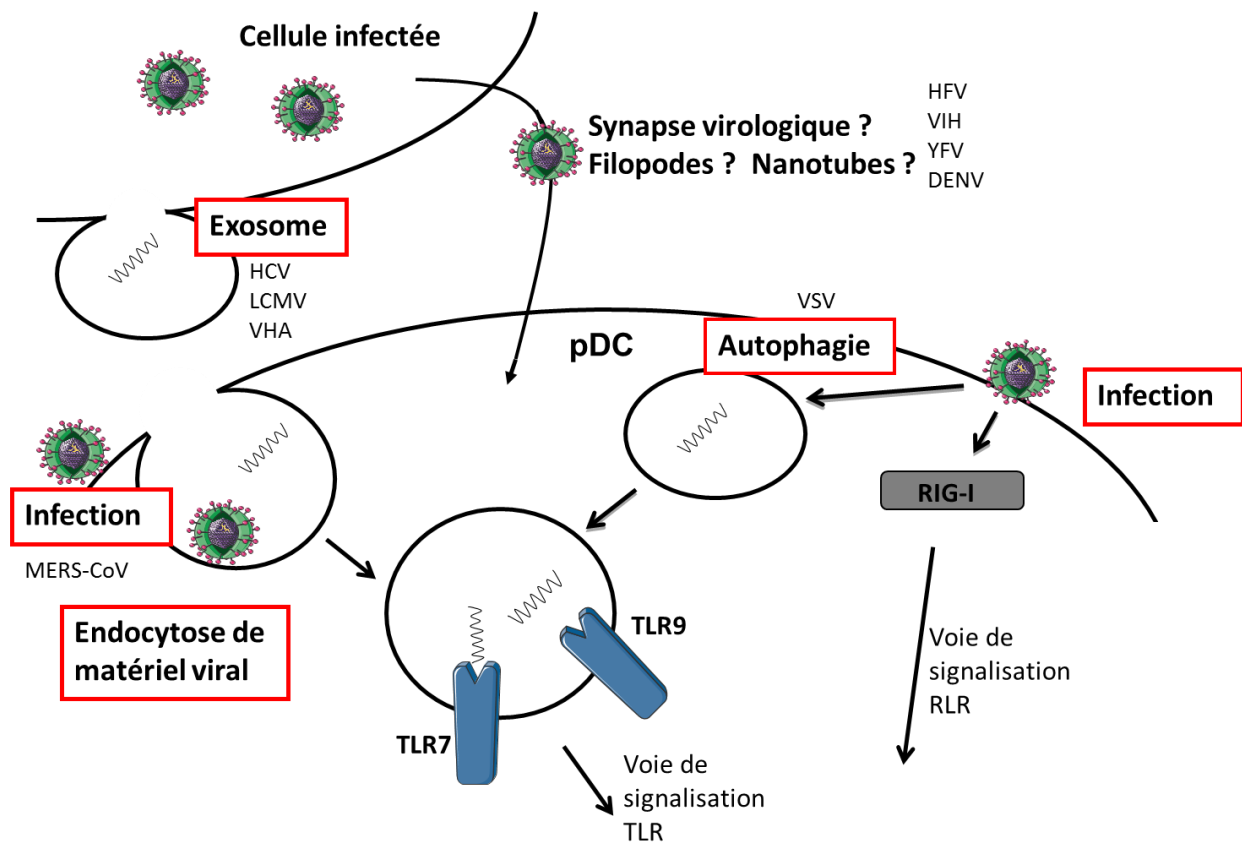 Cellule infectée
HFV
VIH
YFV
DENV
Synapse virologique ?
Filopodes ? Nanotubes ?
Exosome
HCV
LCMV
VHA
VSV
pDC
Autophagie
Infection
RIG-I
Infection
MERS-CoV
Endocytose de
matériel viral
TLR9
TLR7
Voie de
signalisation
RLR
Voie de
signalisation
TLR